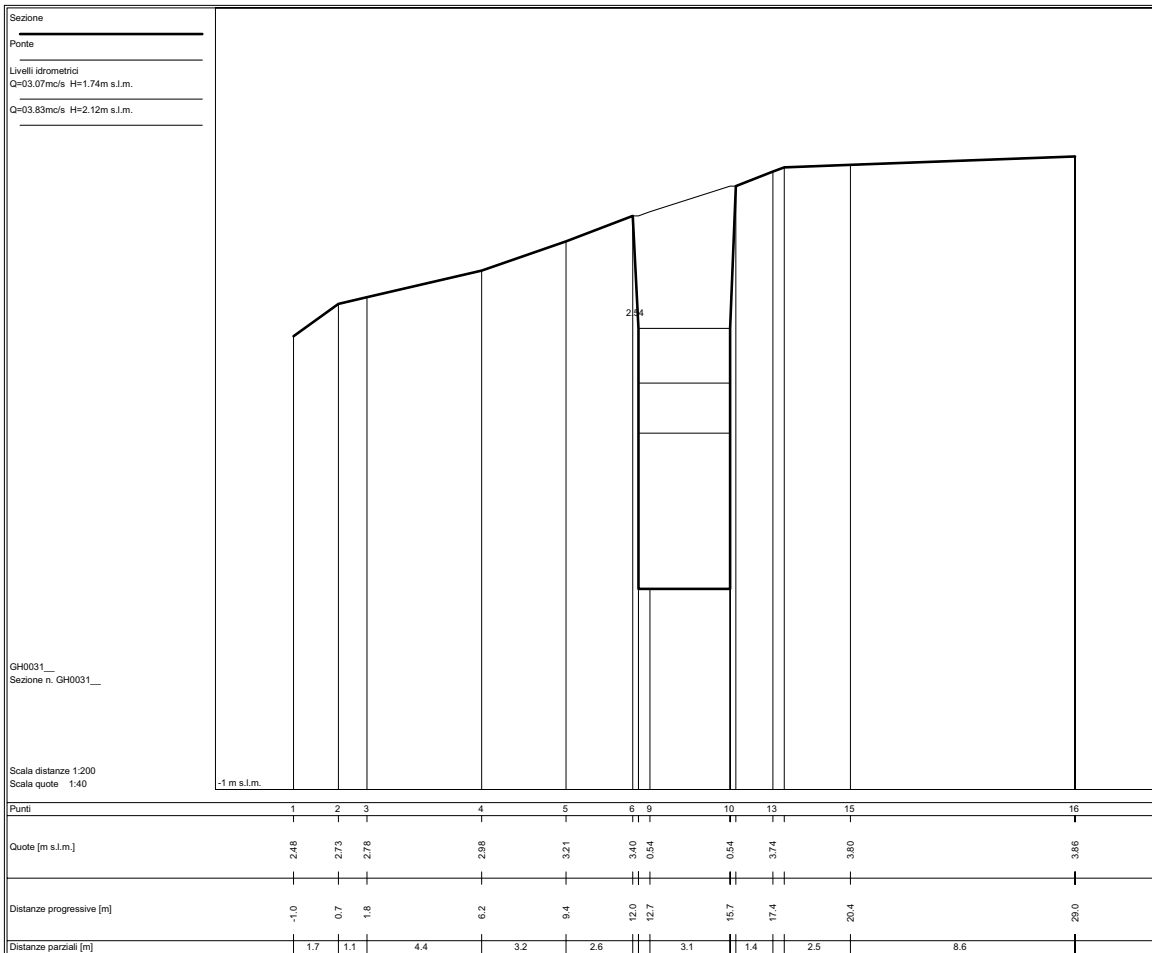 Sezione
Ponte
Livelli idrometrici
Q=03.07mc/s H=1.74m s.l.m.
Q=03.83mc/s H=2.12m s.l.m.
2.54
GH0031__
Sezione n. GH0031__
Scala distanze 1:200
Scala quote 1:40
-1 m s.l.m.
Punti 1 2 3 4 5 6 9 10 13 15 16
Quote [m s.l.m.] 2.48 2.73 2.78 2.98 3.21 3.40 0.54 0.54 3.74 3.80 3.86
Distanze progressive [m] -1.0 0.7 1.8 6.2 9.4 12.0 12.7 15.7 17.4 20.4 29.0
Distanze parziali [m] 1.7 1.1 4.4 3.2 2.6 3.1 1.4 2.5 8.6